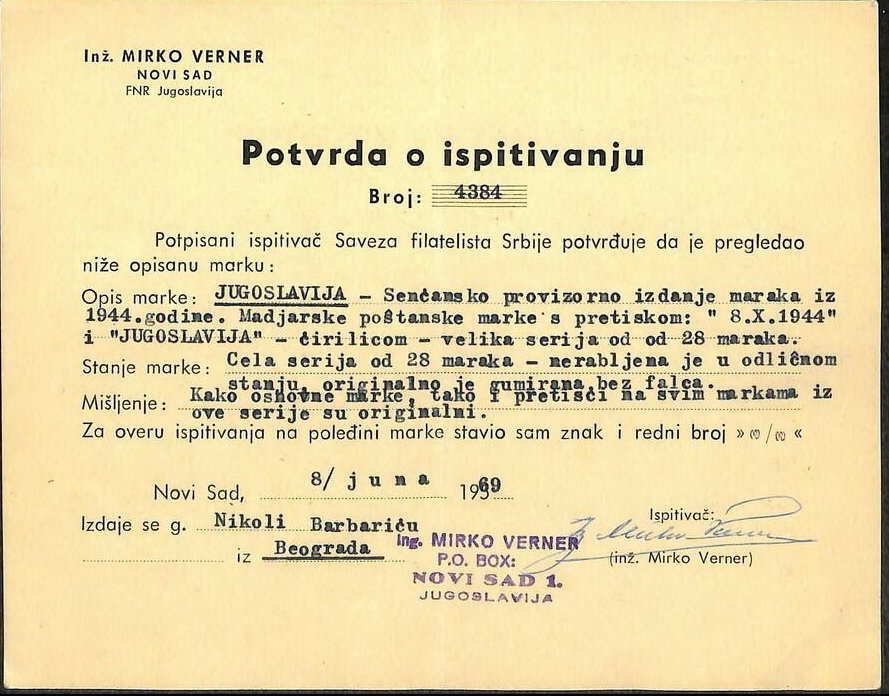 Inž. MIRKO VERNER
NOVI SAD
FNR Jugoslavija
Potvrda o ispitivanju
Broj: 4384
Potpisani ispitivač Saveza filatelista Srbije potvrđuje da je pregledao
niže opisanu marku:
Opis marke: JUGOSLAVIJA - Senćansko provizorno izdanje maraka iz
1944.godine. Madjarske poštanske marke s pretiskom: " 8.X.1944"
i "JUGOSLAVIJA" - ćirilicom - velika serija od od 28 maraka.
Stanje marke: Cela serija od 28 maraka - nerabljena je u odličnom
stanju, originalno je gumirana bez falca.
Mišljenje: Kako osnovne marke, tako i pretisci na svim markama iz
ove serije su originalni.
Za overu ispitivanja na poleđini marke stavio sam znak i redni broj » «
Novi Sad, 8/ juna 1969
Izdaje se g. Nikoli Barbariću
iz Beograda
Ispitivač:
(inž. Mirko Verner)
Ing. MIRKO VERNER
P.O. BOX:
NOVI SAD 1.
JUGOSLAVIJA